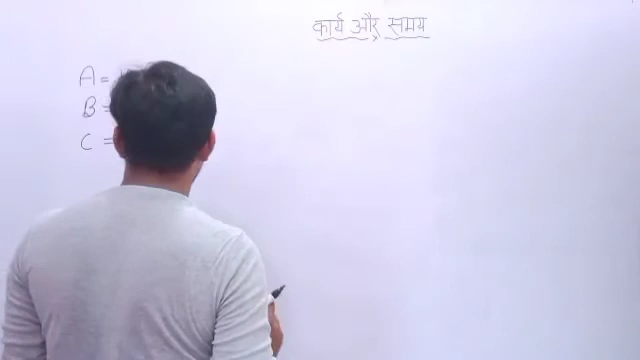 कार्य और समय
A =
B =
C =